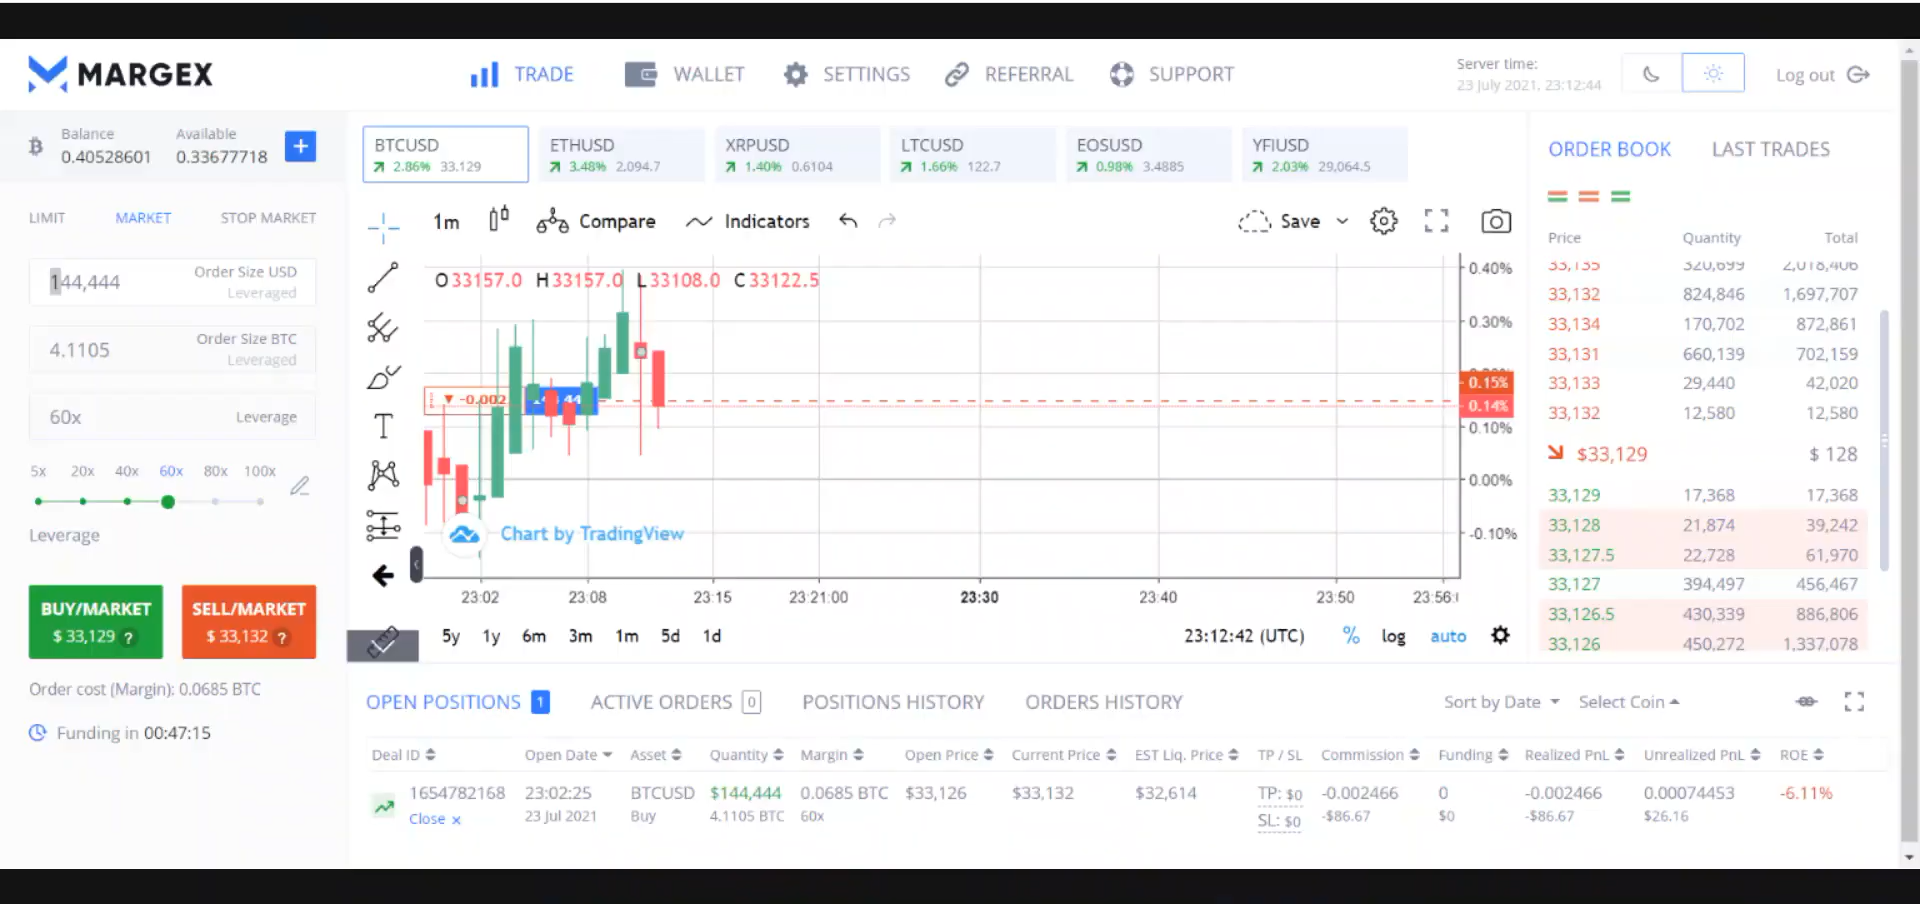 MARGEX
TRADE WALLET SETTINGS REFERRAL SUPPORT
Server time:
23 July 2021, 23:12:44
Log out
Balance Available
0.40528601 0.33677718
+
BTCUSD
2.86% 33.129
ETHUSD
3.48% 2,094.7
XRPUSD
1.40% 0.6104
LTCUSD
1.66% 122.7
EOSUSD
0.98% 3.4885
YFIUSD
2.03% 29,064.5
LIMIT MARKET STOP MARKET
144,444 Order Size USD
Leveraged
4.1105 Order Size BTC
Leveraged
60x Leverage
5x 20x 40x 60x 80x 100x
Leverage
BUY/MARKET
$ 33,129 ?
SELL/MARKET
$ 33,132 ?
Order cost (Margin): 0.0685 BTC
Funding in 00:47:15
1m Compare Indicators Save
O33157.0 H33157.0 L33108.0 C33122.5
0.40%
0.30%
0.15%
0.14%
0.10%
0.00%
-0.10%
-0.002
Chart by TradingView
23:02 23:08 23:15 23:21:00 23:30 23:40 23:50
5y 1y 6m 3m 1m 5d 1d
23:12:42 (UTC) % log auto
ORDER BOOK LAST TRADES
Price Quantity Total
33,135 320,699 2,018,406
33,132 824,846 1,697,707
33,134 170,702 872,861
33,131 660,139 702,159
33,133 29,440 42,020
33,132 12,580 12,580
$33,129 $ 128
33,129 17,368 17,368
33,128 21,874 39,242
33,127.5 22,728 61,970
33,127 394,497 456,467
33,126.5 430,339 886,806
33,126 450,272 1,337,078
OPEN POSITIONS 1 ACTIVE ORDERS 0 POSITIONS HISTORY ORDERS HISTORY
Sort by Date Select Coin
Deal ID Open Date Asset Quantity Margin Open Price Current Price EST Liq. Price TP / SL Commission Funding Realized PnL Unrealized PnL ROE
1654782168 23:02:25 BTCUSD $144,444 0.0685 BTC $33,126 $33,132 $32,614 TP: $0 -0.002466 0 -0.002466 0.00074453 -6.11%
Close x 23 Jul 2021 Buy 4.1105 BTC 60x SL: $0 -$86.67 $0 -$86.67 $26.16